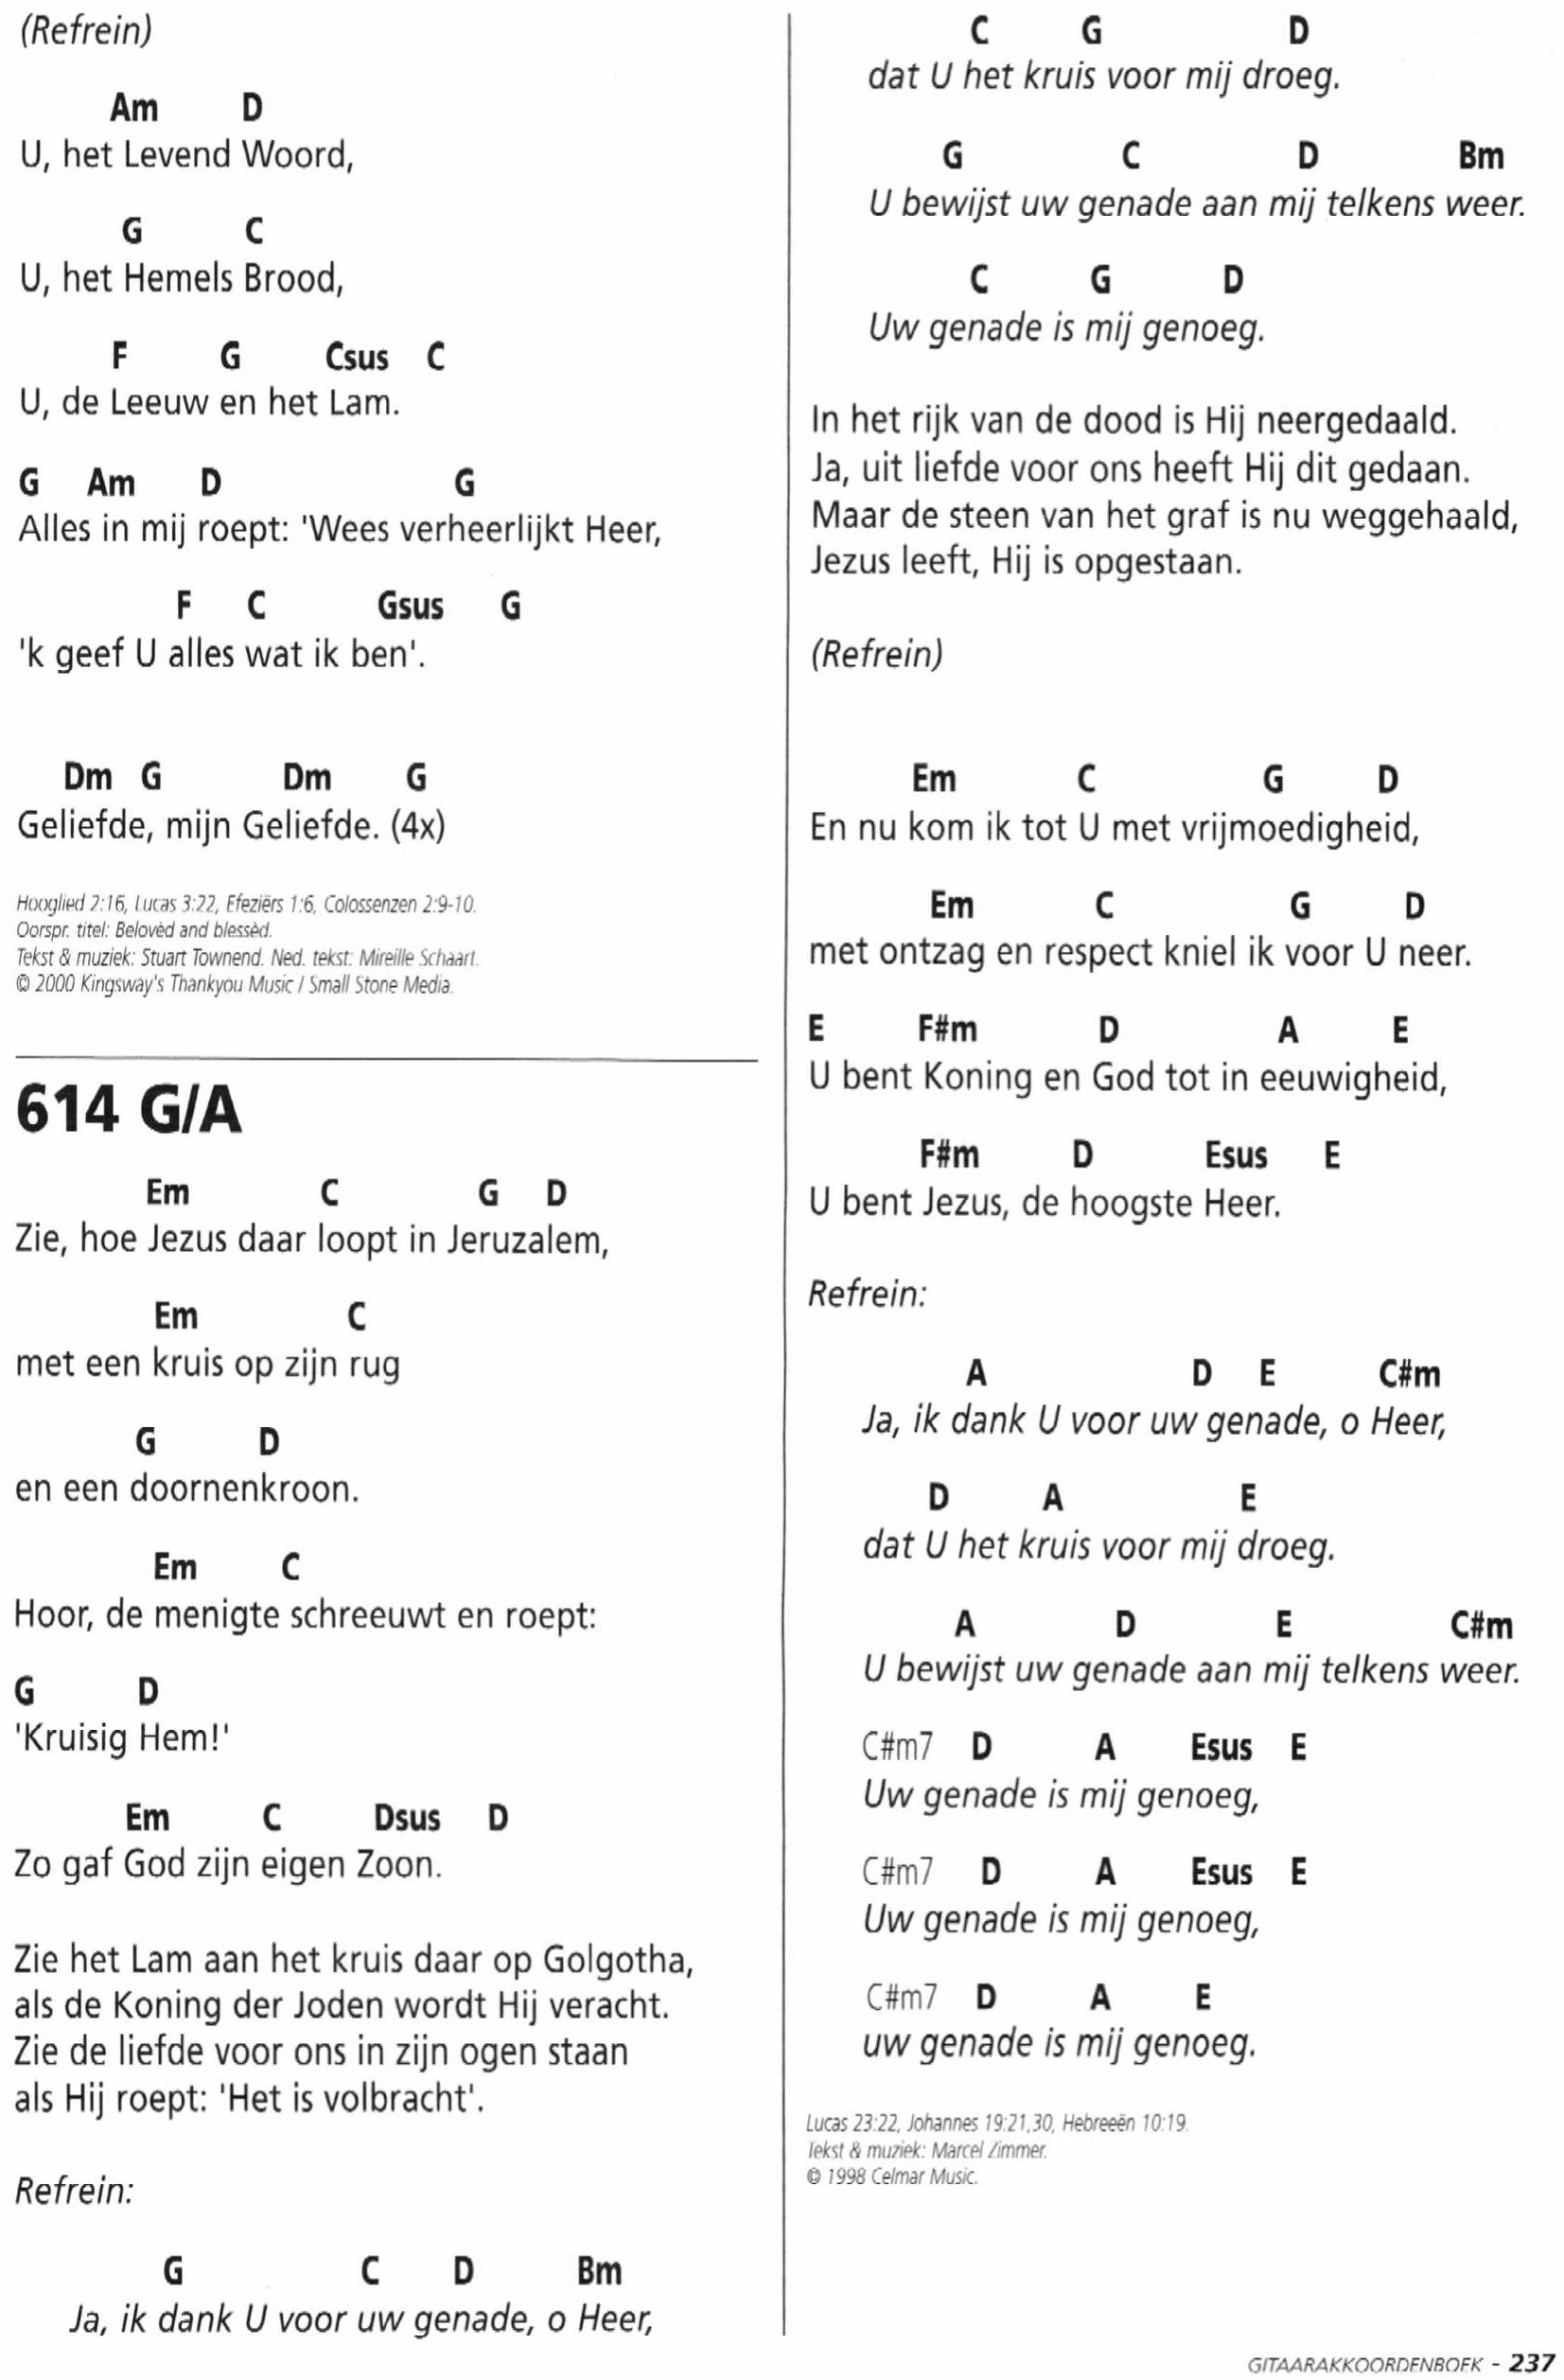 (Refrein)
Am D
U, het Levend Woord,
G C
U, het Hemels Brood,
F G Csus C
U, de Leeuw en het Lam.
G Am D G
Alles in mij roept: 'Wees verheerlijkt Heer,
F C Gsus G
'k geef U alles wat ik ben'.
Dm G Dm G
Geliefde, mijn Geliefde. (4x)
Hooglied 2:16, Lucas 3:22, Efeziërs 1:6, Colossenzen 2:9-10.
Oorspr. titel: Belovèd and blessèd.
Tekst & muziek: Stuart Townend. Ned. tekst: Mireille Schaart.
© 2000 Kingsway's Thankyou Music / Small Stone Media.
614 G/A
Em C G D
Zie, hoe Jezus daar loopt in Jeruzalem,
Em C
met een kruis op zijn rug
G D
en een doornenkroon.
Em C
Hoor, de menigte schreeuwt en roept:
G D
'Kruisig Hem!'
Em C Dsus D
Zo gaf God zijn eigen Zoon.
Zie het Lam aan het kruis daar op Golgotha,
als de Koning der Joden wordt Hij veracht.
Zie de liefde voor ons in zijn ogen staan
als Hij roept: 'Het is volbracht'.
Refrein:
G C D Bm
Ja, ik dank U voor uw genade, o Heer,
C G D
dat U het kruis voor mij droeg.
G C D Bm
U bewijst uw genade aan mij telkens weer.
C G D
Uw genade is mij genoeg.
In het rijk van de dood is Hij neergedaald.
Ja, uit liefde voor ons heeft Hij dit gedaan.
Maar de steen van het graf is nu weggehaald,
Jezus leeft, Hij is opgestaan.
(Refrein)
Em C G D
En nu kom ik tot U met vrijmoedigheid,
Em C G D
met ontzag en respect kniel ik voor U neer.
E F#m D A E
U bent Koning en God tot in eeuwigheid,
F#m D Esus E
U bent Jezus, de hoogste Heer.
Refrein:
A D E C#m
Ja, ik dank U voor uw genade, o Heer,
D A E
dat U het kruis voor mij droeg.
A D E C#m
U bewijst uw genade aan mij telkens weer.
C#m7 D A Esus E
Uw genade is mij genoeg,
C#m7 D A Esus E
Uw genade is mij genoeg,
C#m7 D A E
uw genade is mij genoeg.
Lucas 23:22, Johannes 19:21,30, Hebreeën 10:19.
Tekst & muziek: Marcel Zimmer.
© 1998 Celmar Music.
GITAARAKKOORDENBOEK - 237